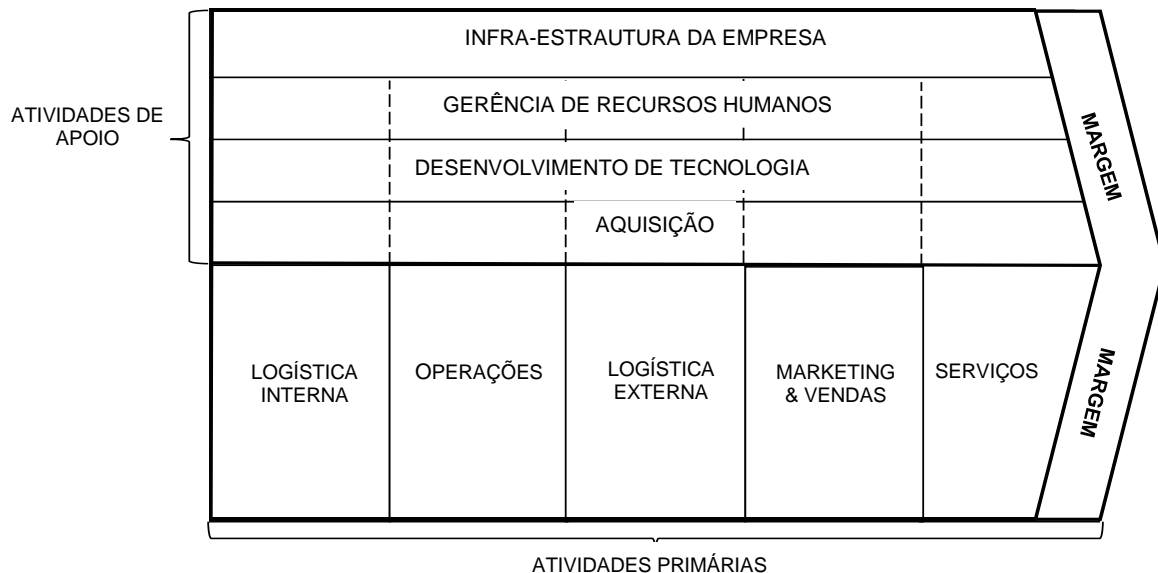 INFRA-ESTRAUTURA DA EMPRESA
ATIVIDADES DE
APOIO
GERÊNCIA DE RECURSOS HUMANOS
DESENVOLVIMENTO DE TECNOLOGIA
AQUISIÇÃO
MARGEM
LOGÍSTICA
INTERNA
OPERAÇÕES
LOGÍSTICA
EXTERNA
MARKETING
& VENDAS
SERVIÇOS
MARGEM
ATIVIDADES PRIMÁRIAS